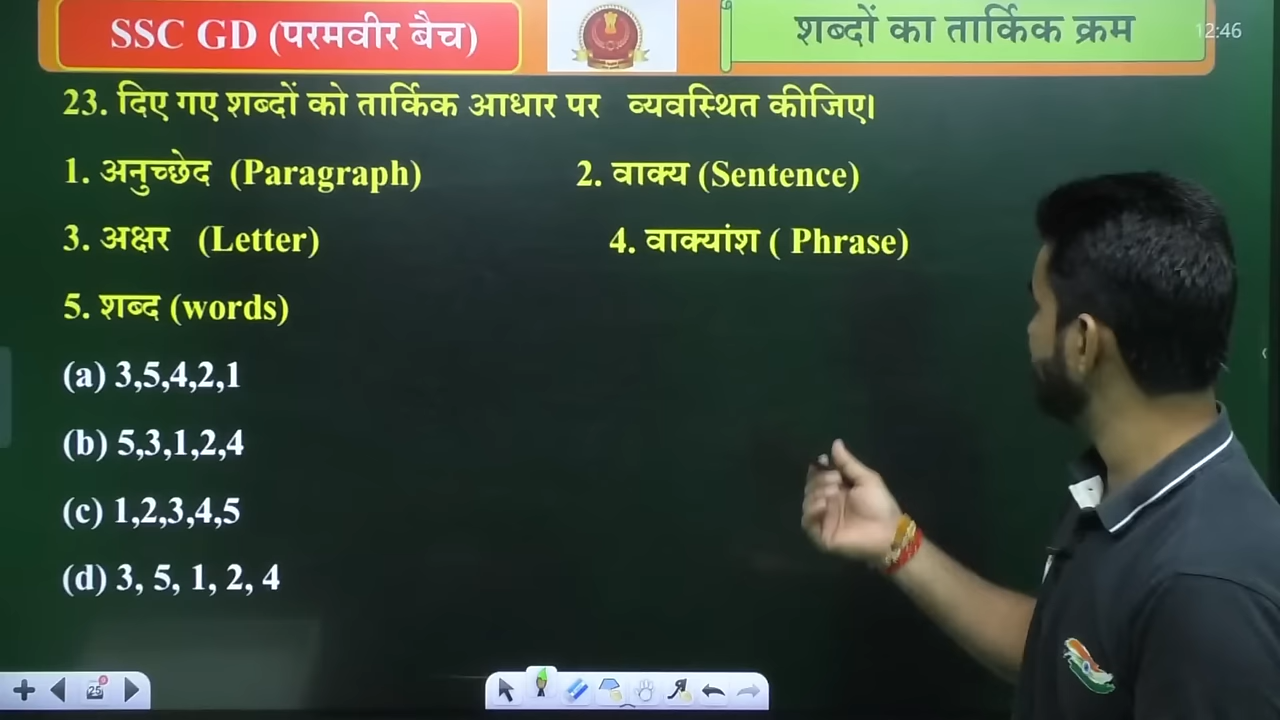 SSC GD (परमवीर बैच)
शब्दों का तार्किक क्रम
12:46
23. दिए गए शब्दों को तार्किक आधार पर व्यवस्थित कीजिए।
1. अनुच्छेद (Paragraph) 2. वाक्य (Sentence)
3. अक्षर (Letter) 4. वाक्यांश ( Phrase)
5. शब्द (words)
(a) 3,5,4,2,1
(b) 5,3,1,2,4
(c) 1,2,3,4,5
(d) 3, 5, 1, 2, 4
25